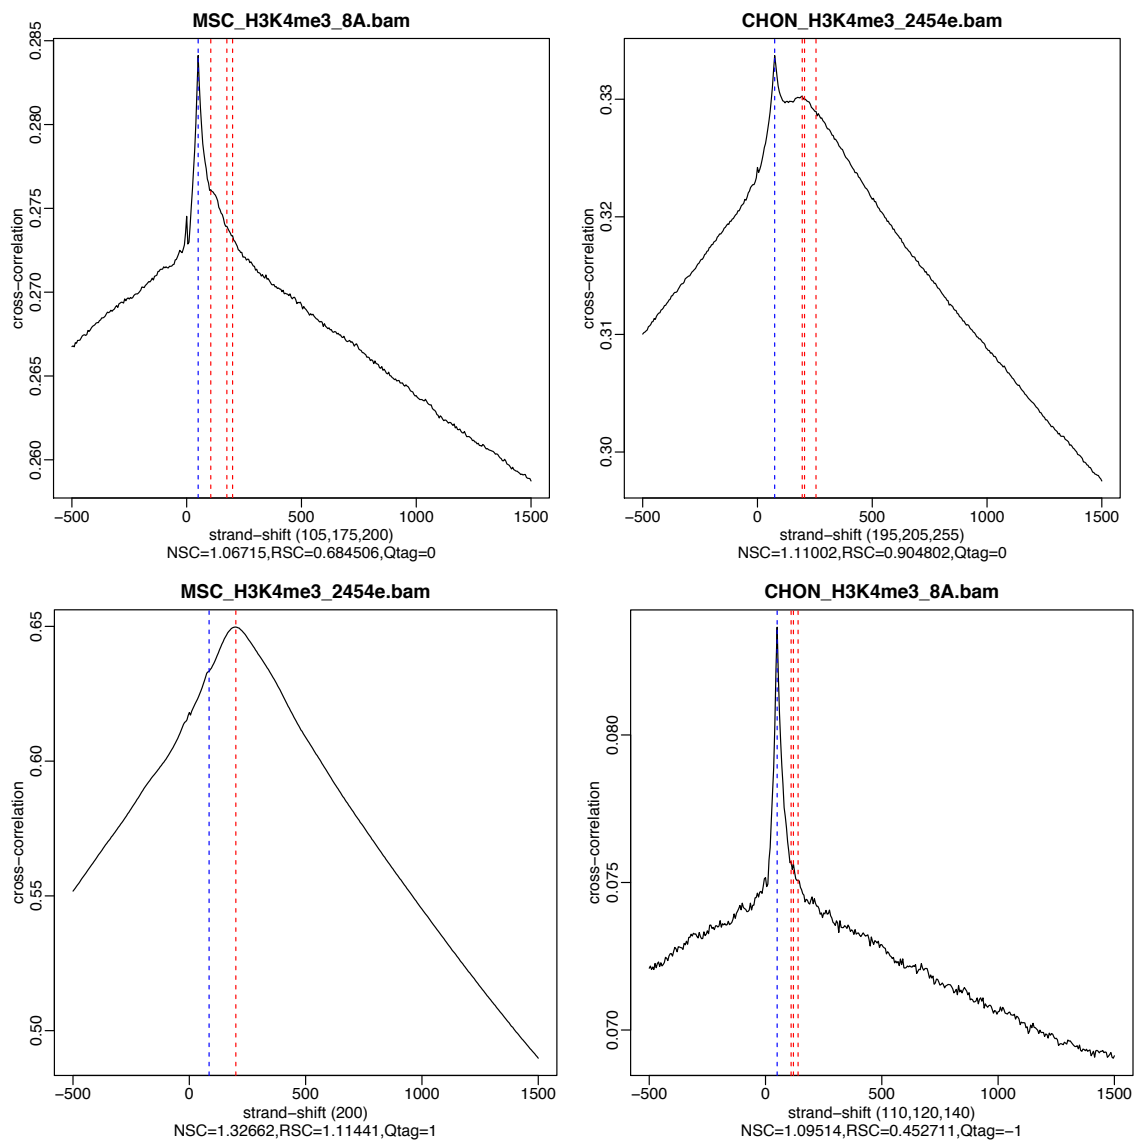 MSC_H3K4me3_8A.bam
cross−correlation
0.260 0.265 0.270 0.275 0.280 0.285
−500 0 500 1000 1500
strand−shift (105,175,200)
NSC=1.06715,RSC=0.684506,Qtag=0
CHON_H3K4me3_2454e.bam
cross−correlation
0.30 0.31 0.32 0.33
−500 0 500 1000 1500
strand−shift (195,205,255)
NSC=1.11002,RSC=0.904802,Qtag=0
MSC_H3K4me3_2454e.bam
cross−correlation
0.50 0.55 0.60 0.65
−500 0 500 1000 1500
strand−shift (200)
NSC=1.32662,RSC=1.11441,Qtag=1
CHON_H3K4me3_8A.bam
cross−correlation
0.070 0.075 0.080
−500 0 500 1000 1500
strand−shift (110,120,140)
NSC=1.09514,RSC=0.452711,Qtag=−1